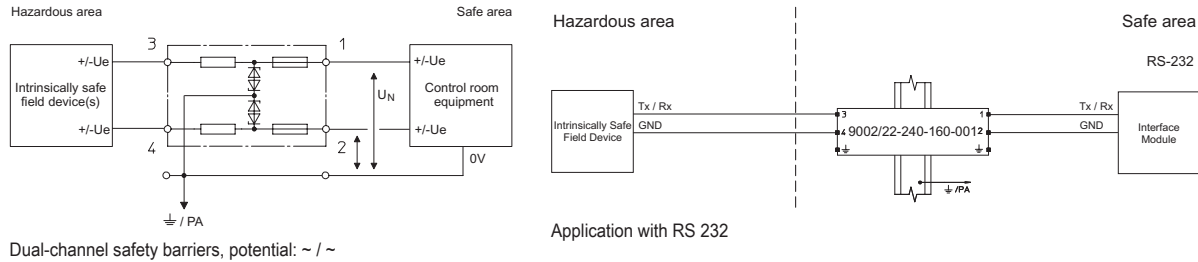 Hazardous area
Safe area
3
1
+/-Ue
+/-Ue
Intrinsically safe
field device(s)
UN
Control room
equipment
+/-Ue
+/-Ue
4
2
0V
/ PA
Dual-channel safety barriers, potential: ~ / ~
Hazardous area
Safe area
RS-232
Tx / Rx
3
1
Tx / Rx
Intrinsically Safe
Field Device
GND
4
9002/22-240-160-001
2
GND
Interface
Module
/PA
Application with RS 232